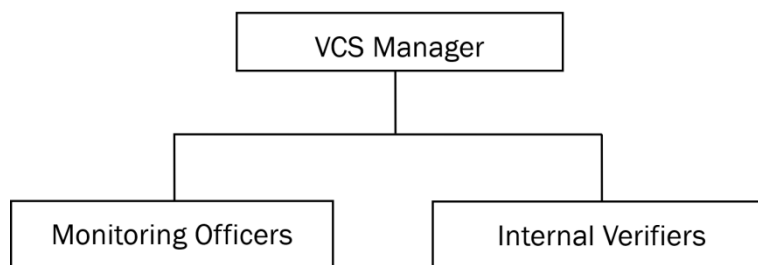 VCS Manager
Monitoring Officers
Internal Verifiers